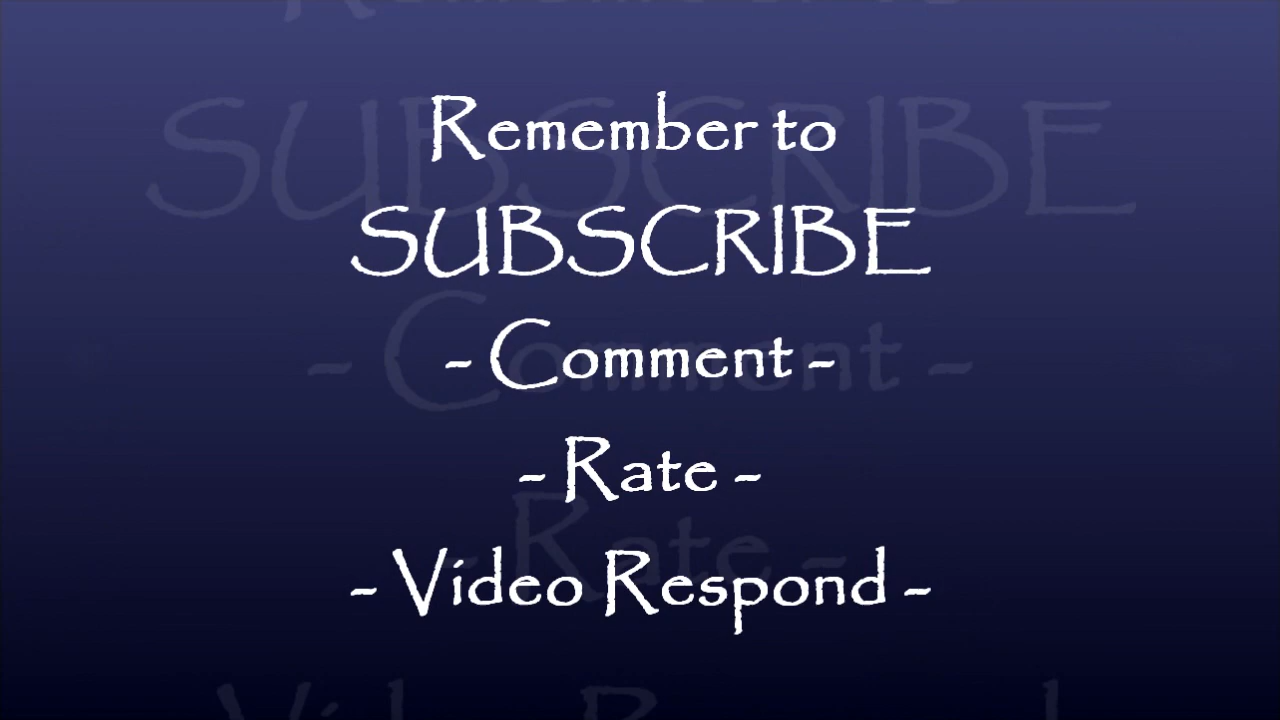 Remember to
SUBSCRIBE
- Comment -
- Rate -
- Video Respond -